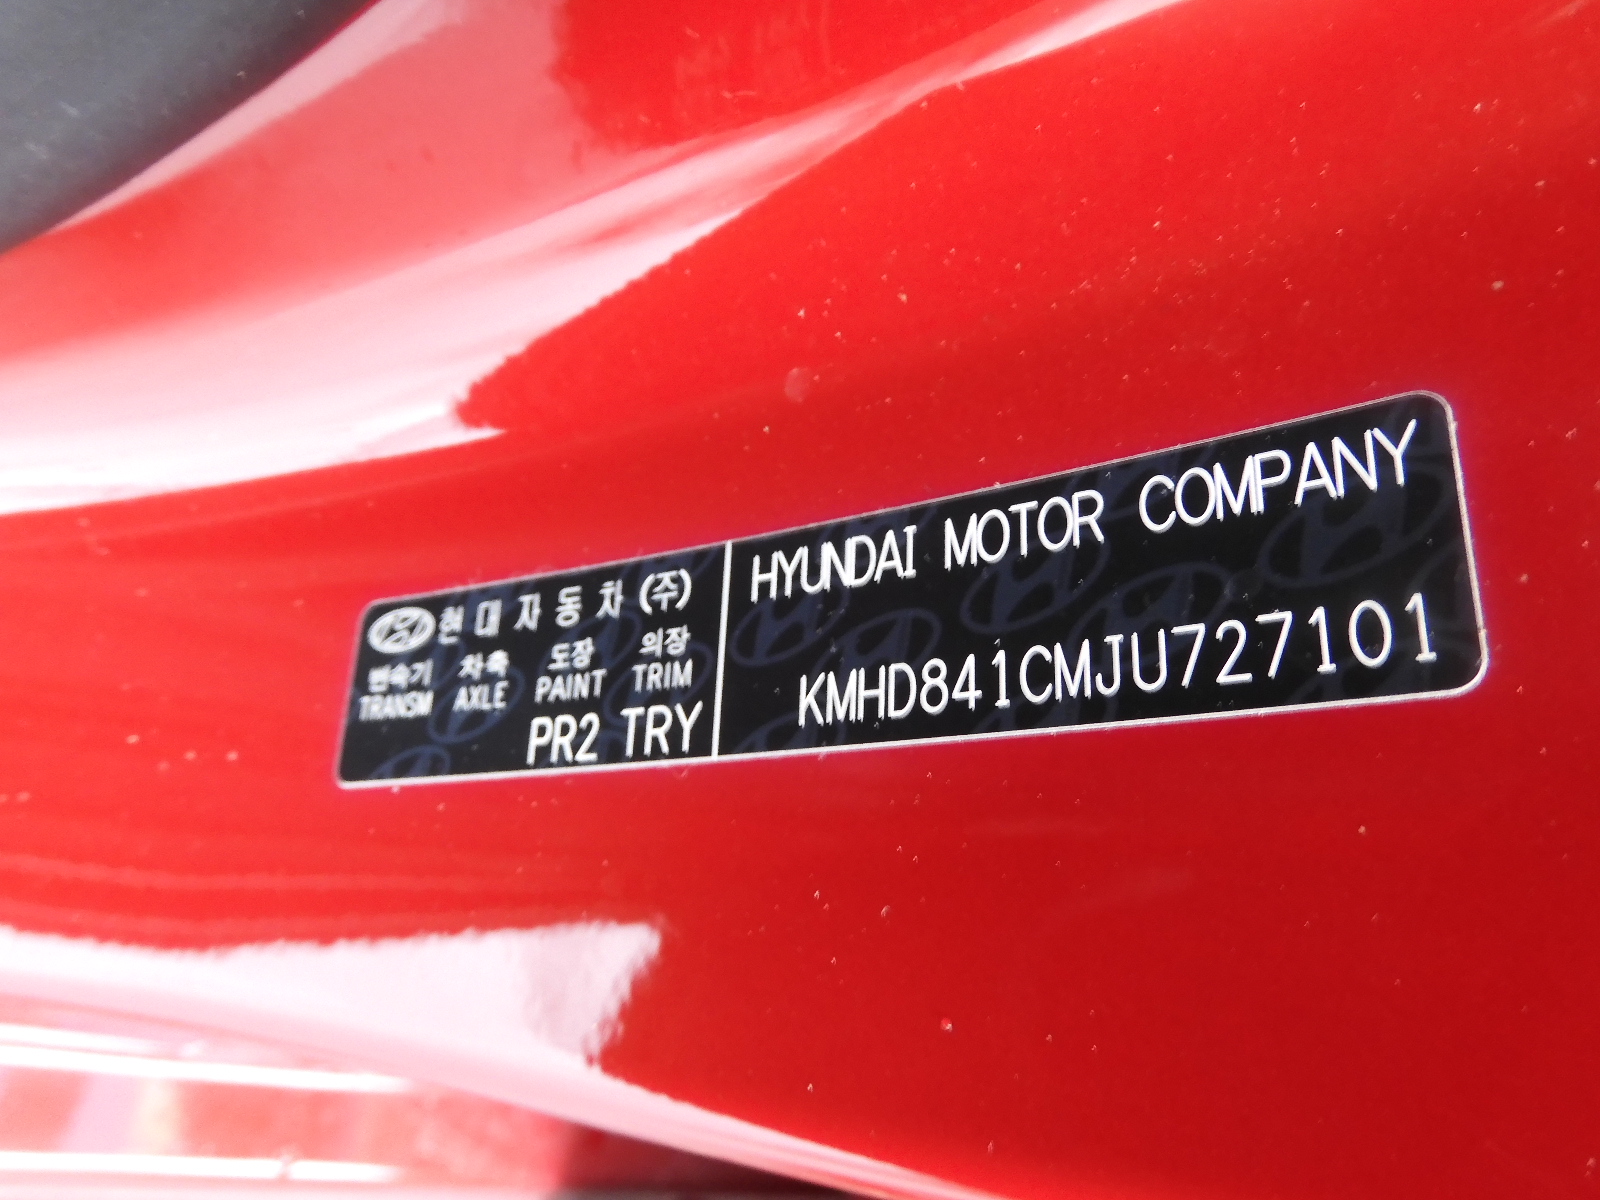 현대자동차(주)
변속기 차축 도장 의장
TRANSM AXLE PAINT TRIM
PR2 TRY
HYUNDAI MOTOR COMPANY
KMHD841CMJU727101